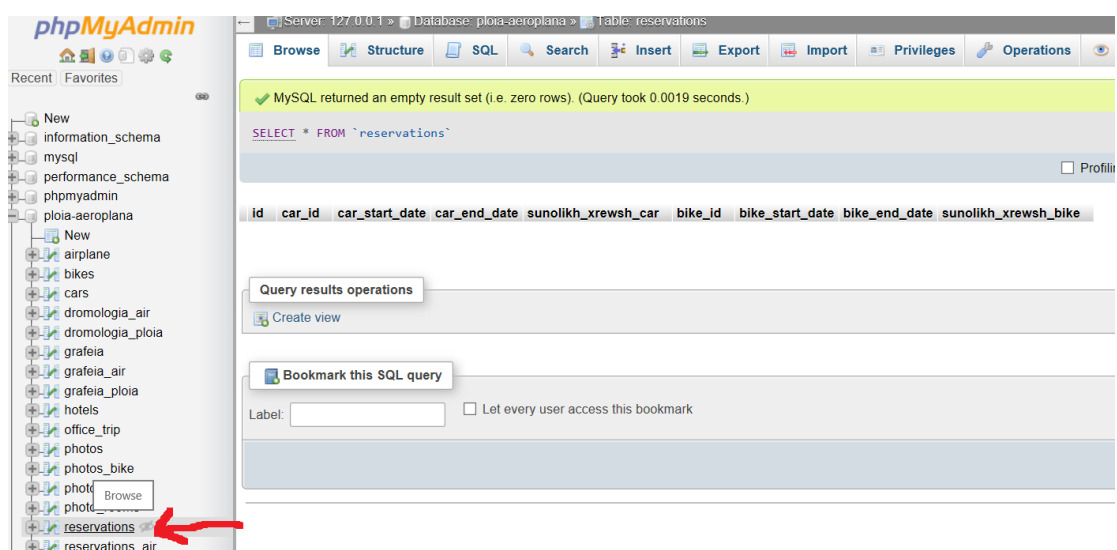 phpMyAdmin
Recent Favorites
New
information_schema
mysql
performance_schema
phpmyadmin
ploia-aeroplana
New
airplane
bikes
cars
dromologia_air
dromologia_ploia
grafeia
grafeia_air
grafeia_ploia
hotels
office_trip
photos
photos_bike
Browse
reservations
reservations_air
Server: 127.0.0.1 » Database: ploia-aeroplana » Table: reservations
Browse Structure SQL Search Insert Export Import Privileges Operations
MySQL returned an empty result set (i.e. zero rows). (Query took 0.0019 seconds.)
SELECT * FROM `reservations`
id car_id car_start_date car_end_date sunolikh_xrewsh_car bike_id bike_start_date bike_end_date sunolikh_xrewsh_bike
Query results operations
Create view
Bookmark this SQL query
Label: Let every user access this bookmark